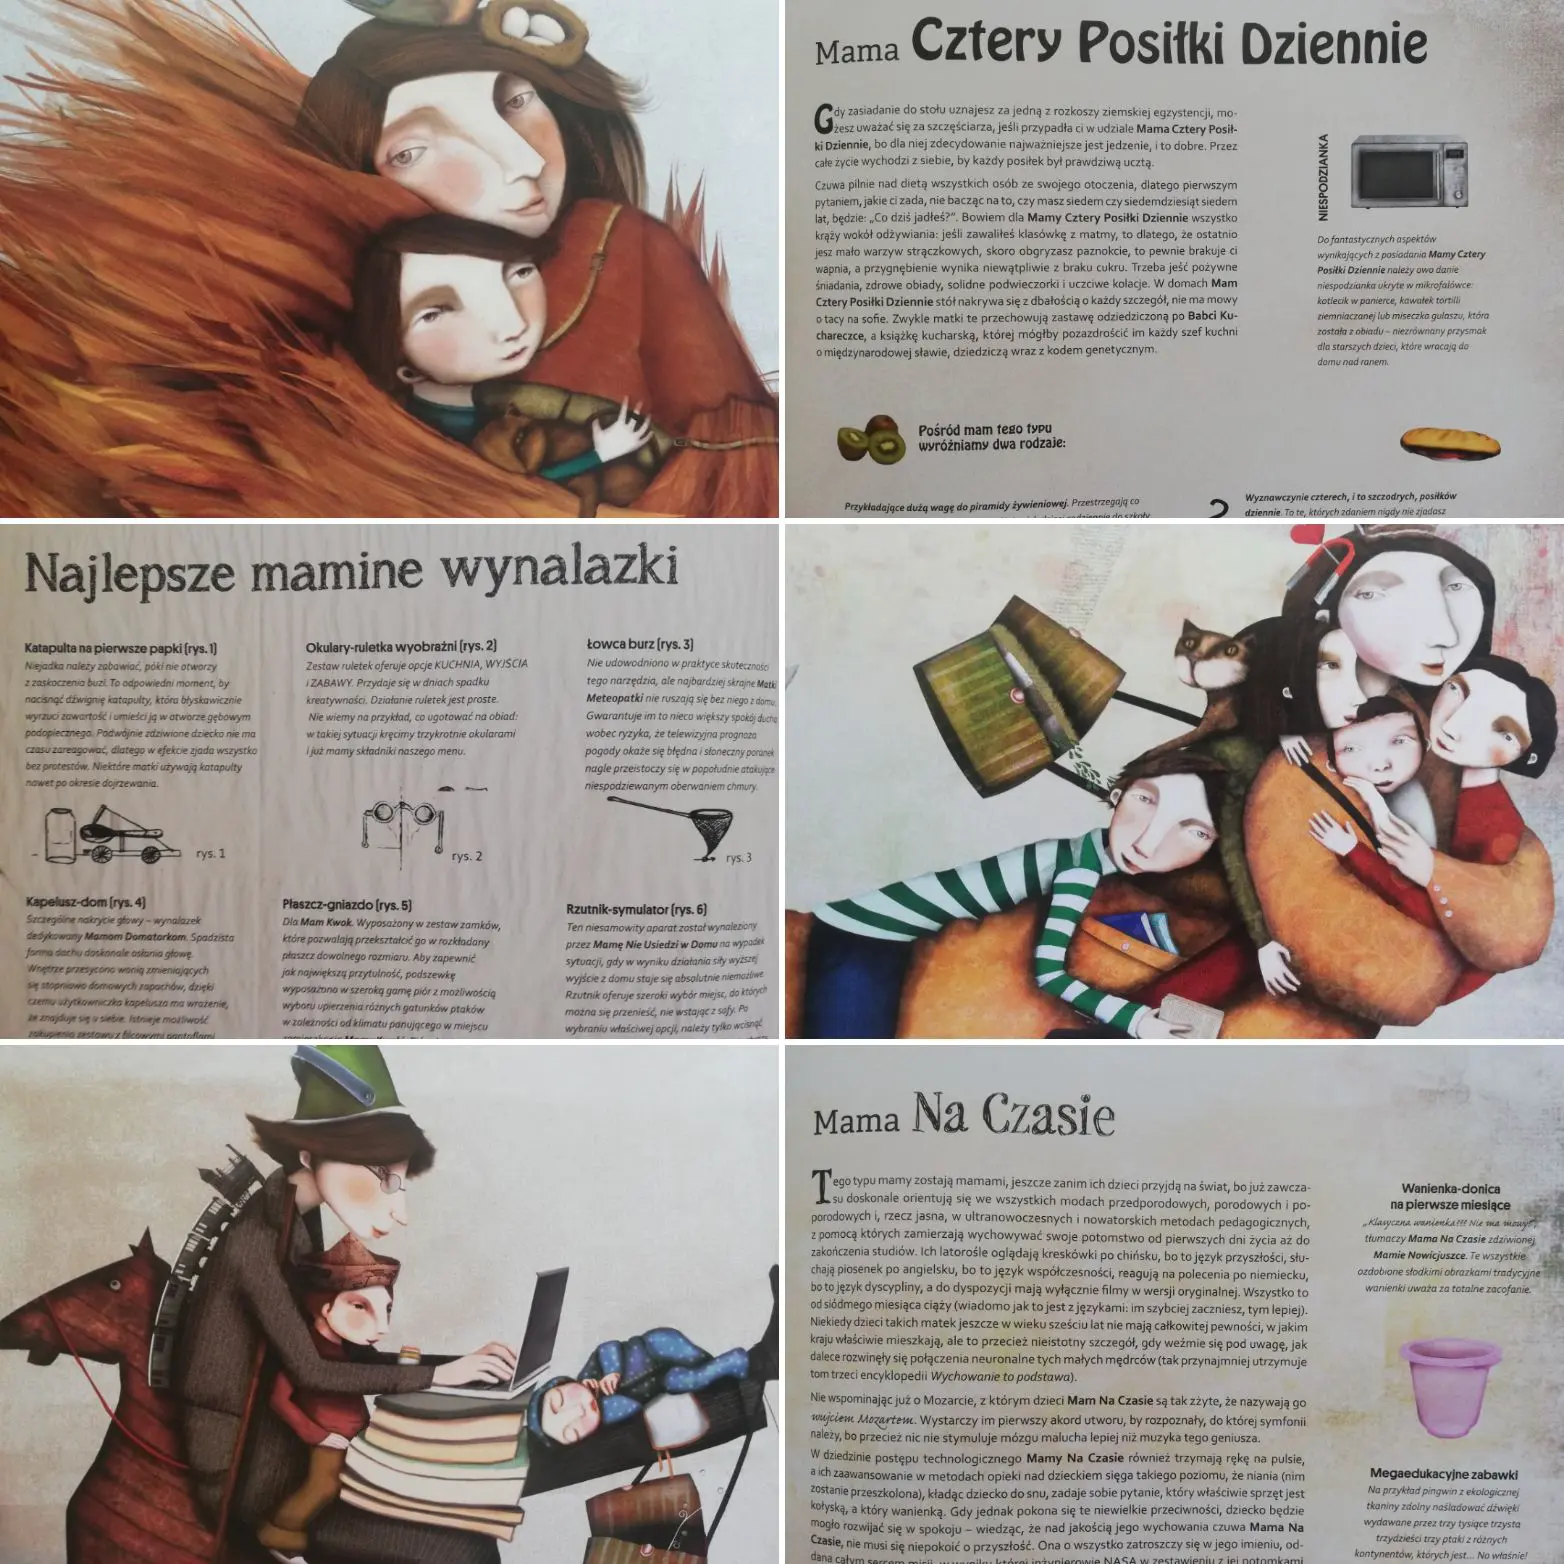 Mama Cztery Posiłki Dziennie
Gdy zasiadanie do stołu uznajesz za jedną z rozkoszy ziemskiej egzystencji, mo-
żesz uważać się za szczęściarza, jeśli przypadła ci w udziale Mama Cztery Posił-
ki Dziennie, bo dla niej zdecydowanie najważniejsze jest jedzenie, i to dobre. Przez
całe życie wychodzi z siebie, by każdy posiłek był prawdziwą ucztą.
Czuwa pilnie nad dietą wszystkich osób ze swojego otoczenia, dlatego pierwszym
pytaniem, jakie ci zada, nie bacząc na to, czy masz siedem czy siedemdziesiąt siedem
lat, będzie: „Co dziś jadłeś?”. Bowiem dla Mamy Cztery Posiłki Dziennie wszystko
krąży wokół odżywiania: jeśli zawaliłeś klasówkę z matmy, to dlatego, że ostatnio
jesz mało warzyw strączkowych, skoro obgryzasz paznokcie, to pewnie brakuje ci
wapnia, a przygnębienie wynika niewątpliwie z braku cukru. Trzeba jeść pożywne
śniadania, zdrowe obiady, solidne podwieczorki i uczciwe kolacje. W domach Mam
Cztery Posiłki Dziennie stół nakrywa się z dbałością o każdy szczegół, nie ma mowy
o tacy na sofie. Zwykle matki te przechowują zastawę odziedziczoną po Babci Ku-
chareczce, a książkę kucharską, której mógłby pozazdrościć im każdy szef kuchni
o międzynarodowej sławie, dziedziczą wraz z kodem genetycznym.
NIESPODZIANKA
Do fantastycznych aspektów
wynikających z posiadania Mamy Cztery
Posiłki Dziennie należy owo danie
niespodzianka ukryte w mikrofalówce:
kotlecik w panierce, kawałek tortilli
ziemniaczanej lub miseczka gulaszu, która
została z obiadu – niezrównany przysmak
dla starszych dzieci, które wracają do
domu nad ranem.
Pośród mam tego typu
wyróżniamy dwa rodzaje:
Przykładające dużą wagę do piramidy żywieniowej. Przestrzegają co
2
Wyznawczynie czterech, i to szczodrych, posiłków
dziennie. To te, których zdaniem nigdy nie zjadasz
Najlepsze mamine wynalazki
Katapulta na pierwsze papki (rys. 1)
Niejadka należy zabawiać, póki nie otworzy
z zaskoczenia buzi. To odpowiedni moment, by
nacisnąć dźwignię katapulty, która błyskawicznie
wyrzuci zawartość i umieści ją w otworze gębowym
podopiecznego. Podwójnie zdziwione dziecko nie ma
czasu zareagować, dlatego w efekcie zjada wszystko
bez protestów. Niektóre matki używają katapulty
nawet po okresie dojrzewania.
rys. 1
Okulary-ruletka wyobraźni (rys. 2)
Zestaw ruletek oferuje opcje KUCHNIA, WYJŚCIA
i ZABAWY. Przydaje się w dniach spadku
kreatywności. Działanie ruletek jest proste.
Nie wiemy na przykład, co ugotować na obiad:
w takiej sytuacji kręcimy trzykrotnie okularami
i już mamy składniki naszego menu.
rys. 2
Łowca burz (rys. 3)
Nie udowodniono w praktyce skuteczności
tego narzędzia, ale najbardziej skrajne Matki
Meteopatki nie ruszają się bez niego z domu.
Gwarantuje im to nieco większy spokój ducha
wobec ryzyka, że telewizyjna prognoza
pogody okaże się błędna i słoneczny poranek
nagle przeistoczy się w popołudnie atakujące
niespodziewanym oberwaniem chmury.
rys. 3
Kapelusz-dom (rys. 4)
Szczególne nakrycie głowy – wynalazek
dedykowany Mamom Domatorkom. Spadzista
forma dachu doskonale osłania głowę.
Wnętrze przesycono wonią zmieniających
się stopniowo domowych zapachów, dzięki
czemu użytkowniczka kapelusza ma wrażenie,
że znajduje się u siebie. Istnieje możliwość
zakupienia zestawu z filcowymi pantoflami
Płaszcz-gniazdo (rys. 5)
Dla Mam Kwok. Wyposażono w zestaw zamków,
które pozwalają przekształcić go w rozkładany
płaszcz dowolnego rozmiaru. Aby zapewnić
jak największą przytulność, podszewkę
wyposażono w szeroką gamę piór z możliwością
wyboru upierzenia różnych gatunków ptaków
w zależności od klimatu panującego w miejscu
Rzutnik-symulator (rys. 6)
Ten niesamowity aparat został wynaleziony
przez Mamę Nie Usiedzi w Domu na wypadek
sytuacji, gdy w wyniku działania siły wyższej
wyjście z domu staje się absolutnie niemożliwe.
Rzutnik oferuje szeroki wybór miejsc, do których
można się przenieść, nie wstając z sofy. Po
wybraniu właściwej opcji, należy tylko wcisnąć
Mama Na Czasie
Tego typu mamy zostają mamami, jeszcze zanim ich dzieci przyjdą na świat, bo już zawcza-
su doskonale orientują się we wszystkich modach przedporodowych, porodowych i po-
porodowych i, rzecz jasna, w ultranowoczesnych i nowatorskich metodach pedagogicznych,
z pomocą których zamierzają wychowywać swoje potomstwo od pierwszych dni życia aż do
zakończenia studiów. Ich latorośle oglądają kreskówki po chińsku, bo to język przyszłości, słu-
chają piosenek po angielsku, bo to język współczesności, reagują na polecenia po niemiecku,
bo to język dyscypliny, a do dyspozycji mają wyłącznie filmy w wersji oryginalnej. Wszystko to
od siódmego miesiąca ciąży (wiadomo jak to jest z językami: im szybciej zaczniesz, tym lepiej).
Niekiedy dzieci takich matek jeszcze w wieku sześciu lat nie mają całkowitej pewności, w jakim
kraju właściwie mieszkają, ale to przecież nieistotny szczegół, gdy weźmie się pod uwagę, jak
dalece rozwinęły się połączenia neuronalne tych małych mędrców (tak przynajmniej utrzymuje
tom trzeci encyklopedii Wychowanie to podstawa).
Nie wspominając już o Mozarcie, z którym dzieci Mam Na Czasie są tak zżyte, że nazywają go
wujciem Mozartem. Wystarczy im pierwszy akord utworu, by rozpoznały, do której symfonii
należy, bo przecież nic nie stymuluje mózgu malucha lepiej niż muzyka tego geniusza.
W dziedzinie postępu technologicznego Mamy Na Czasie również trzymają rękę na pulsie,
a ich zaawansowanie w metodach opieki nad dzieckiem sięga takiego poziomu, że niania (nim
zostanie przeszkolona), kładąc dziecko do snu, zadaje sobie pytanie, który właściwie sprzęt jest
kołyską, a który wanienką. Gdy jednak pokona się te niewielkie przeciwności, dziecko będzie
mogło rozwijać się w spokoju – wiedząc, że nad jakością jego wychowania czuwa Mama Na
Czasie, nie musi się niepokoić o przyszłość. Ona o wszystko zatroszczy się w jego imieniu, od-
dana całym sercem misji, w wyniku której inżynierowie NASA w zestawieniu z jej potomkami
Wanienka-donica
na pierwsze miesiące
„Klasyczna wanienka!!! Nie ma mowy!”,
tłumaczy Mama Na Czasie zdziwionej
Mamie Nowicjuszce. Te wszystkie
ozdobione słodkimi obrazkami tradycyjne
wanienki uważa za totalne zacofanie.
Megaedukacyjne zabawki
Na przykład pingwin z ekologicznej
tkaniny zdolny naśladować dźwięki
wydawane przez trzy tysiące trzysta
trzydzieści trzy ptaki z różnych
kontynentów, których jest... No właśnie!